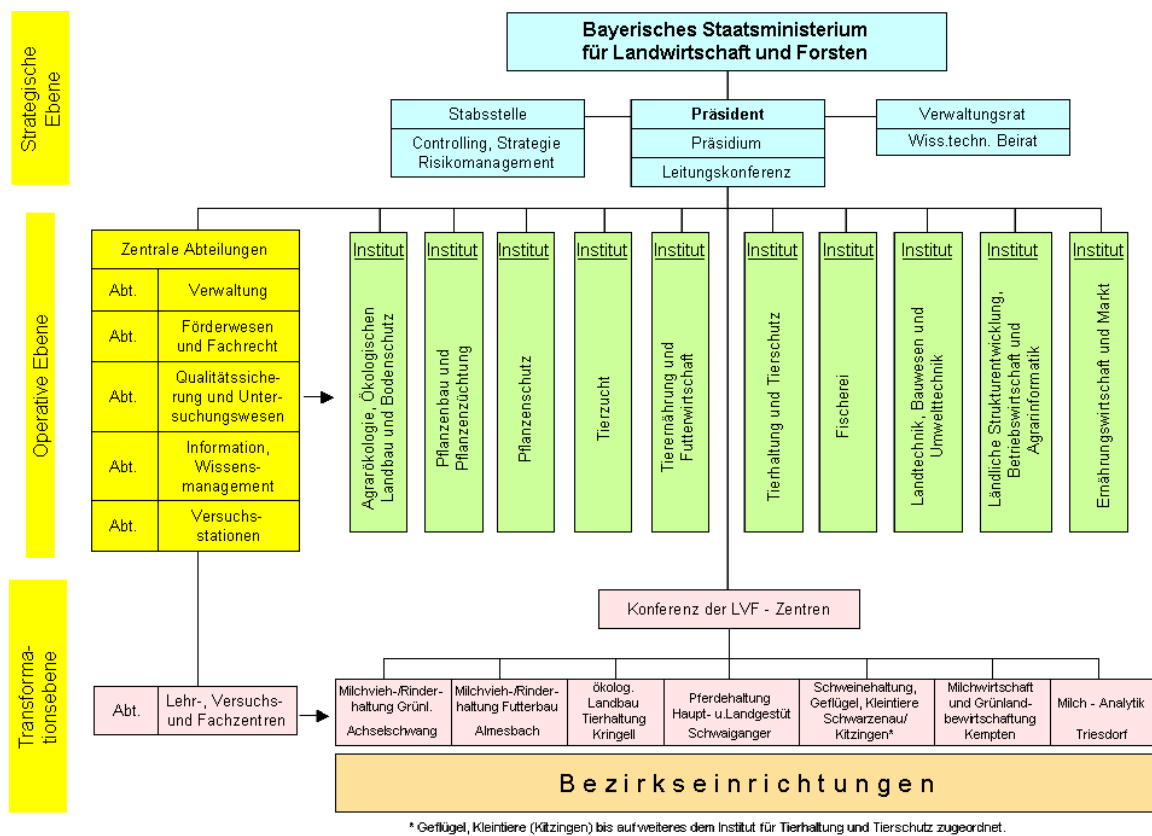 Strategische
Ebene
Bayerisches Staatsministerium
für Landwirtschaft und Forsten
Stabsstelle
Controlling, Strategie
Risikomanagement
Präsident
Präsidium
Leitungskonferenz
Verwaltungsrat
Wiss.techn. Beirat
Operative Ebene
Zentrale Abteilungen
Abt. Verwaltung
Abt. Förderwesen
und Fachrecht
Abt. Qualitätssiche-
rung und Unter-
suchungswesen
Abt. Information,
Wissens-
management
Abt. Versuchs-
stationen
Institut
Agrarökologie, Ökologischen
Landbau und Bodenschutz
Institut
Pflanzenbau und
Pflanzenzüchtung
Institut
Pflanzenschutz
Institut
Tierzucht
Institut
Tierernährung und
Futterwirtschaft
Institut
Tierhaltung und Tierschutz
Institut
Fischerei
Institut
Landtechnik, Bauwesen und
Umwelttechnik
Institut
Ländliche Strukturentwicklung,
Betriebswirtschaft und
Agrarinformatik
Institut
Ernährungswirtschaft und Markt
Transforma-
tionsebene
Konferenz der LVF - Zentren
Abt. Lehr-, Versuchs-
und Fachzentren
Milchvieh-/Rinder-
haltung Grünl.
Achselschwang
Milchvieh-/Rinder-
haltung Futterbau
Almesbach
ökolog.
Landbau
Tierhaltung
Kringell
Pferdehaltung
Haupt- u.Landgestüt
Schwaiganger
Schweinehaltung,
Geflügel, Kleintiere
Schwarzenau/
Kitzingen*
Milchwirtschaft
und Grünland-
bewirtschaftung
Kempten
Milch - Analytik
Triesdorf
Bezirkseinrichtungen
* Geflügel, Kleintiere (Kitzingen) bis auf weiteres dem Institut für Tierhaltung und Tierschutz zugeordnet.